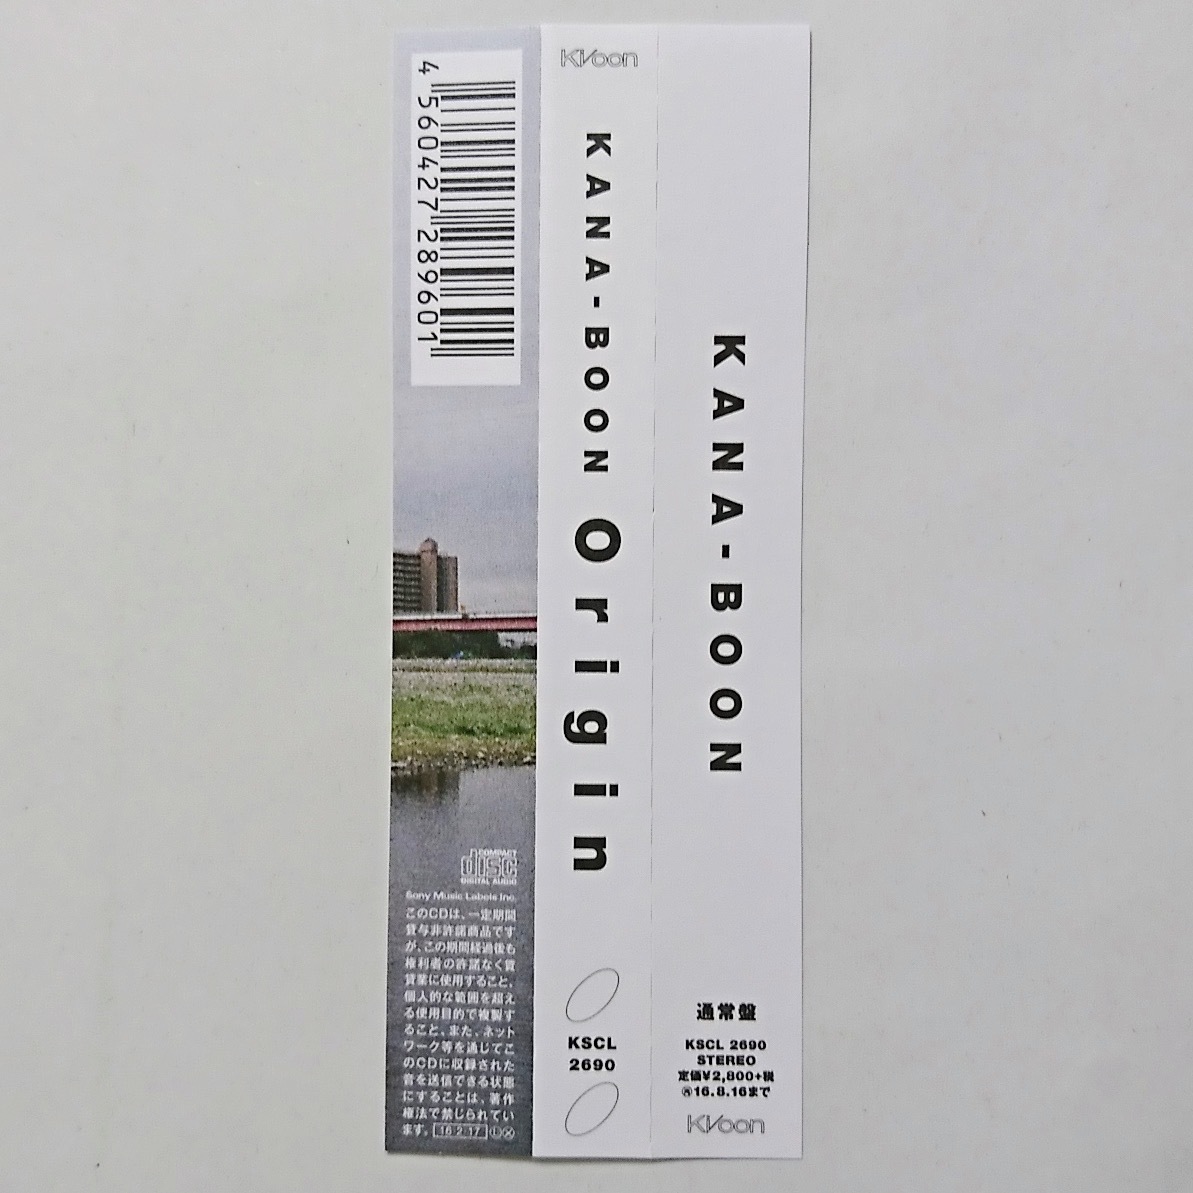 4 560427 289601
COMPACT
disc
DIGITAL AUDIO
Sony Music Labels Inc.
このCDは、一定期間
貸与非許諾商品です
が、この期間経過後も
権利者の許諾なく賃
貸業に使用すること、
個人的な範囲を超え
る使用目的で複製す
ること、また、ネット
ワーク等を通じてこ
のCDに収録された
音を送信できる状態
にすることは、著作
権法で禁じられてい
ます。 16.2.17 Ⓛ Ⓧ
Ki/oon
KANA-BOON Origin
KSCL
2690
KANA-BOON
通常盤
KSCL 2690
STEREO
定価¥2,800+税
Ⓡ16.8.16まで
Ki/oon